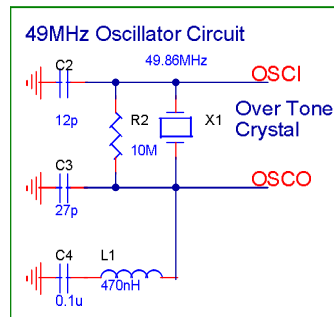 49MHz Oscillator Circuit
C2
49.86MHz
OSCI
12p
R2
X1
Over Tone
Crystal
10M
C3
27p
OSCO
C4
L1
0.1u
470nH